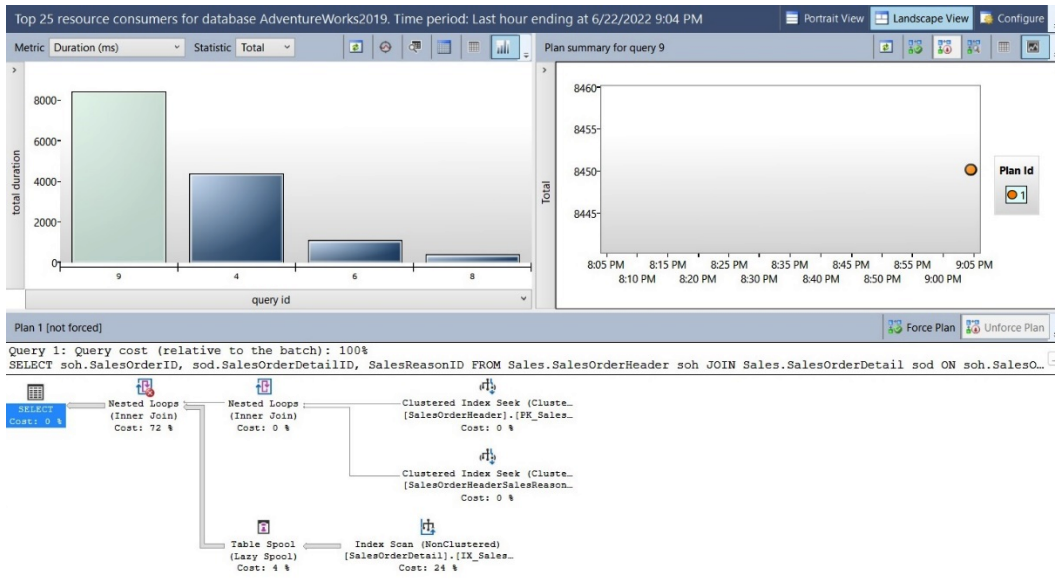 Top 25 resource consumers for database AdventureWorks2019. Time period: Last hour ending at 6/22/2022 9:04 PM
Portrait View
Landscape View
Configure
Metric Duration (ms)
Statistic Total
Plan summary for query 9
total duration
8000
6000
4000
2000
0
9 4 6 8
query id
Total
8460
8455
8450
8445
8:05 PM 8:15 PM 8:25 PM 8:35 PM 8:45 PM 8:55 PM 9:05 PM
8:10 PM 8:20 PM 8:30 PM 8:40 PM 8:50 PM 9:00 PM
Plan Id
1
Plan 1 [not forced]
Force Plan
Unforce Plan
Query 1: Query cost (relative to the batch): 100%
SELECT soh.SalesOrderID, sod.SalesOrderDetailID, SalesReasonID FROM Sales.SalesOrderHeader soh JOIN Sales.SalesOrderDetail sod ON soh.SalesO...
SELECT
Cost: 0 %
Nested Loops
(Inner Join)
Cost: 72 %
Nested Loops
(Inner Join)
Cost: 0 %
Clustered Index Seek (Cluste...
[SalesOrderHeader].[PK_Sales...
Cost: 0 %
Clustered Index Seek (Cluste...
[SalesOrderHeaderSalesReason...
Cost: 0 %
Table Spool
(Lazy Spool)
Cost: 4 %
Index Scan (NonClustered)
[SalesOrderDetail].[IX_Sales...
Cost: 24 %